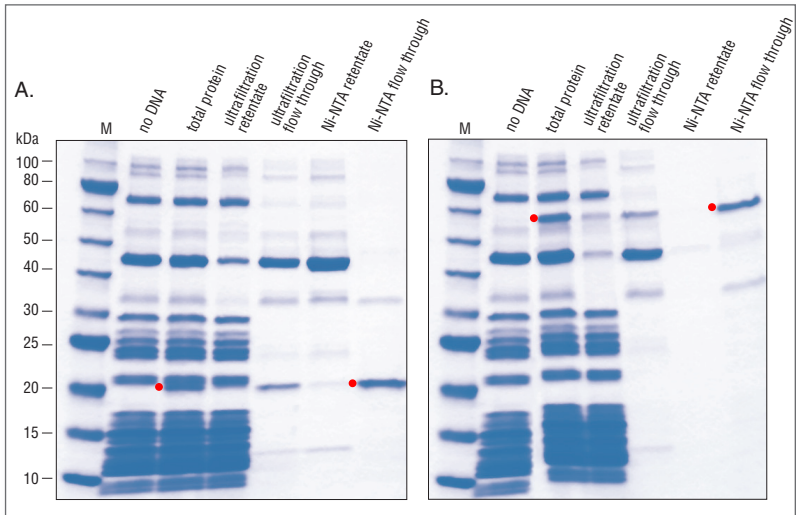 A.
M
no DNA
total protein
ultrafiltration
retentate
ultrafiltration
flow through
Ni-NTA retentate
Ni-NTA flow through
kDa
100
80
60
50
40
30
25
20
15
10
B.
M
no DNA
total protein
ultrafiltration
retentate
ultrafiltration
flow through
Ni-NTA retentate
Ni-NTA flow through